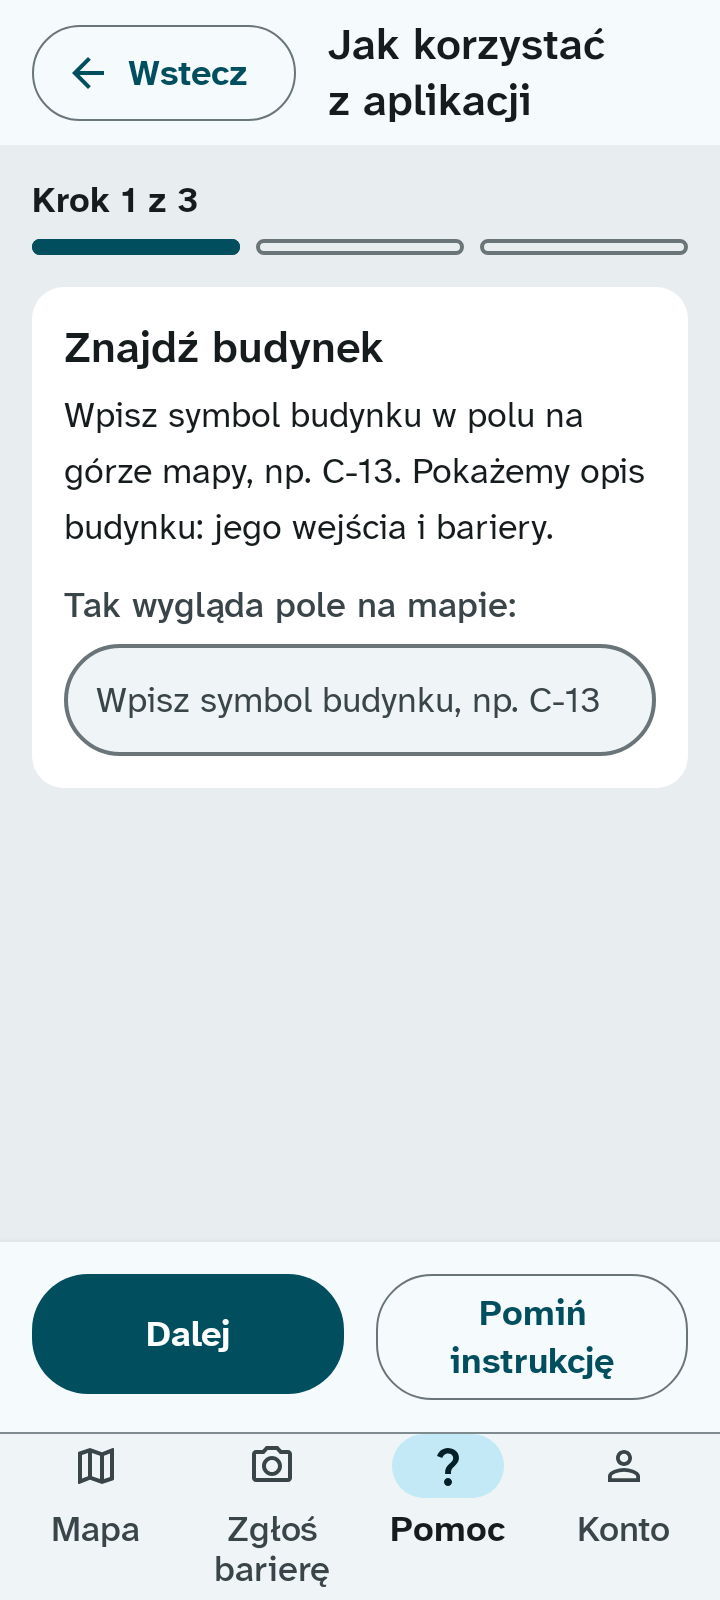 Wstecz
Jak korzystać
z aplikacji
Krok 1 z 3
Znajdź budynek
Wpisz symbol budynku w polu na
górze mapy, np. C-13. Pokażemy opis
budynku: jego wejścia i bariery.
Tak wygląda pole na mapie:
Wpisz symbol budynku, np. C-13
Dalej
Pomiń
instrukcję
Mapa
Zgłoś
barierę
Pomoc
Konto